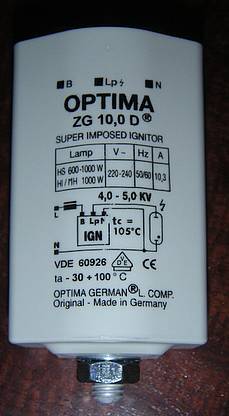 B Lp N
OPTIMA
ZG 10,0 D ®
SUPER IMPOSED IGNITOR
Lamp V~ Hz A
HS 600-1000 W 220-240 50/60 10,3
HI / MH 1000 W
4,0 - 5,0 KV
L B Lp N tc =
IGN 105°C
N
VDE 60926 VDE CE
ta - 30 + 100° C
OPTIMA GERMAN ® L. COMP.
Original - Made in Germany